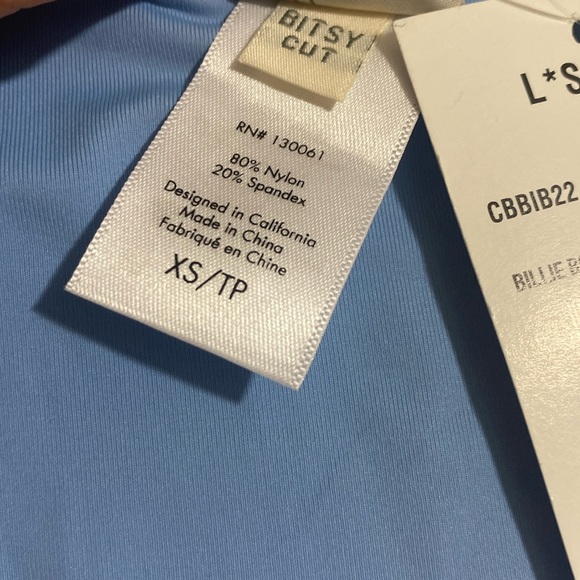 BITSY
CUT
RN# 130061
80% Nylon
20% Spandex
Designed in California
Made in China
Fabriqué en Chine
XS/TP
L*S
CBBIB22
BILLIE